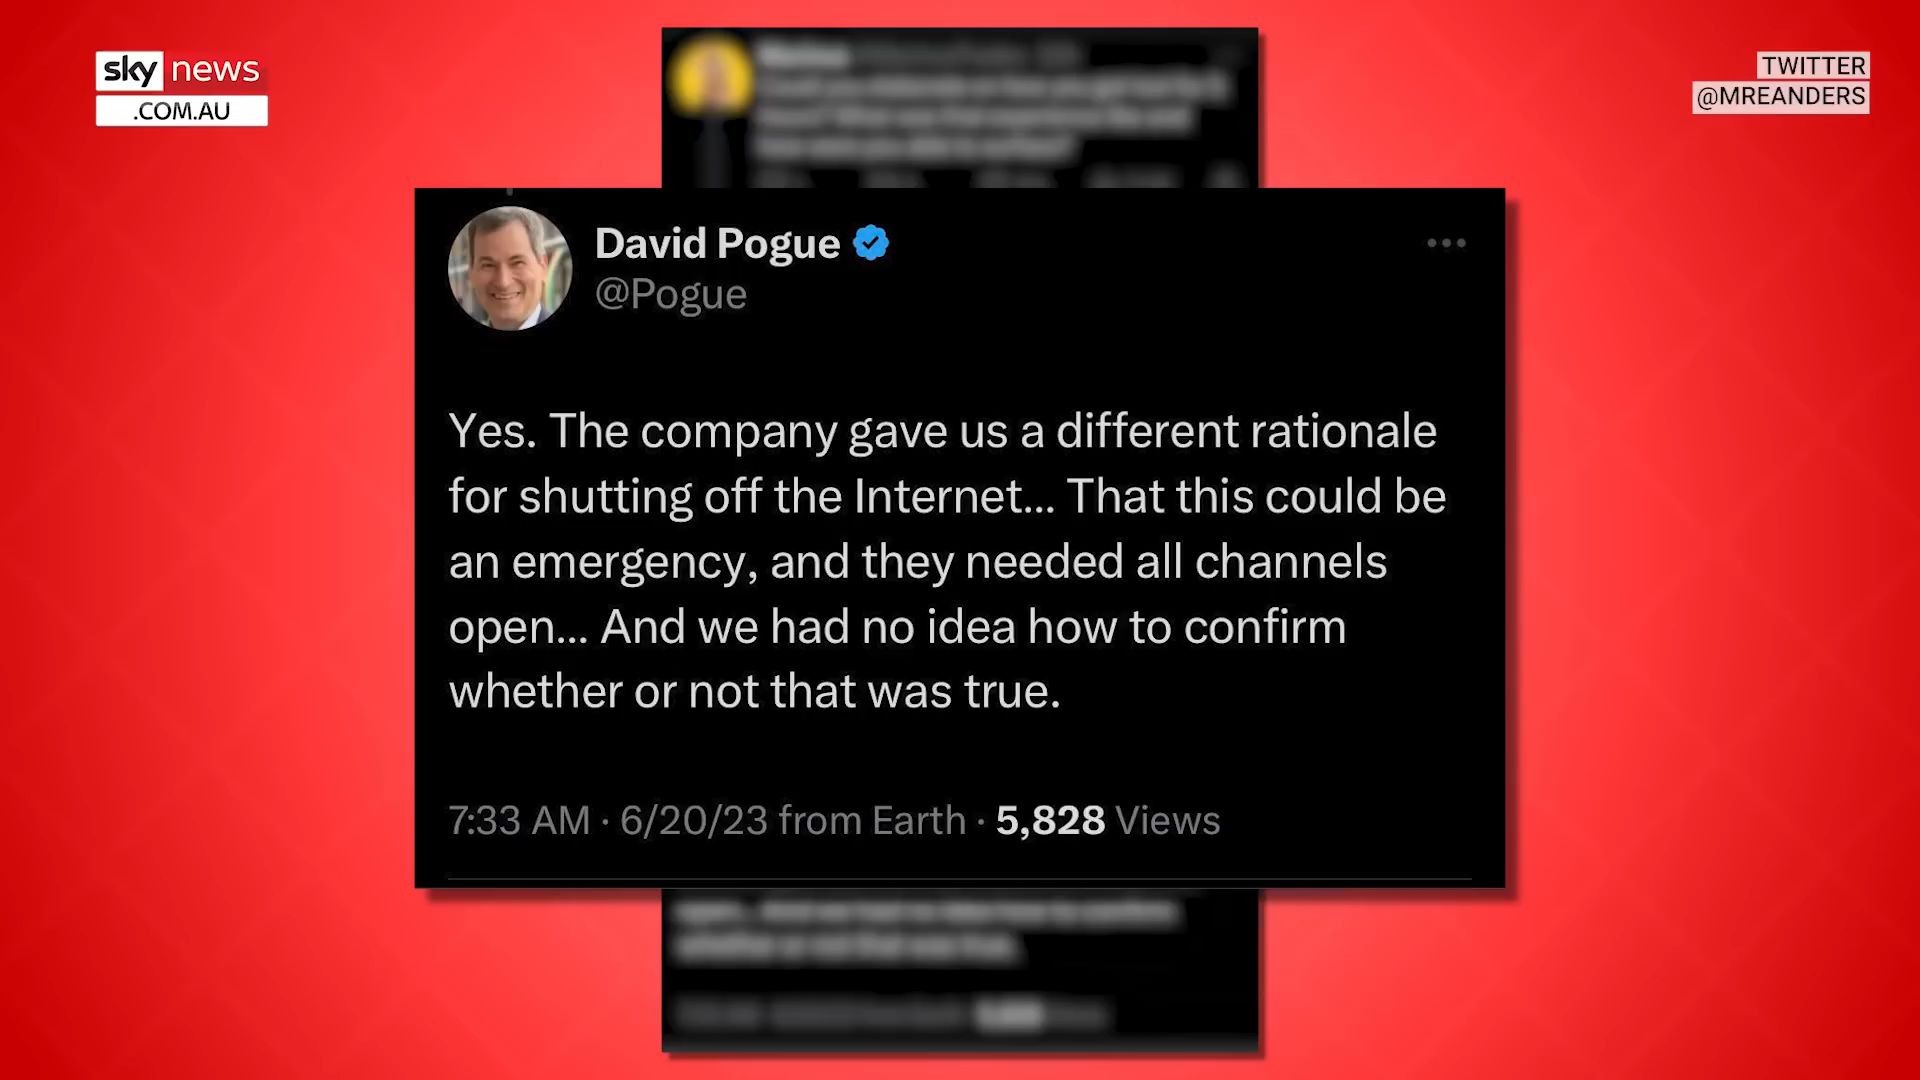 sky news
.COM.AU
TWITTER
@MREANDERS
David Pogue
@Pogue
Yes. The company gave us a different rationale
for shutting off the Internet... That this could be
an emergency, and they needed all channels
open... And we had no idea how to confirm
whether or not that was true.
7:33 AM · 6/20/23 from Earth · 5,828 Views